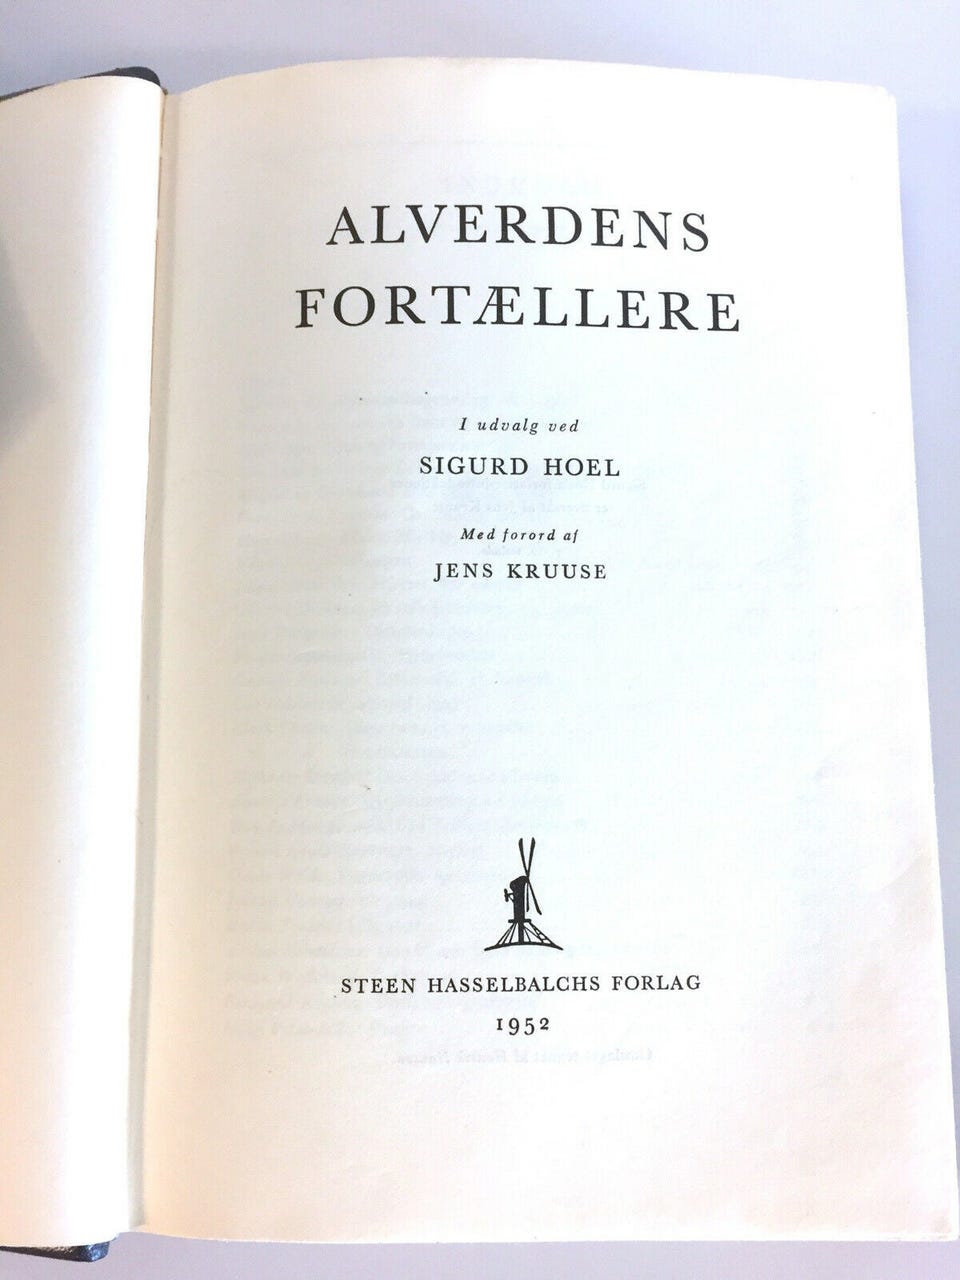 ALVERDENS
FORTÆLLERE
I udvalg ved
SIGURD HOEL
Med forord af
JENS KRUUSE
STEEN HASSELBALCHS FORLAG
1952